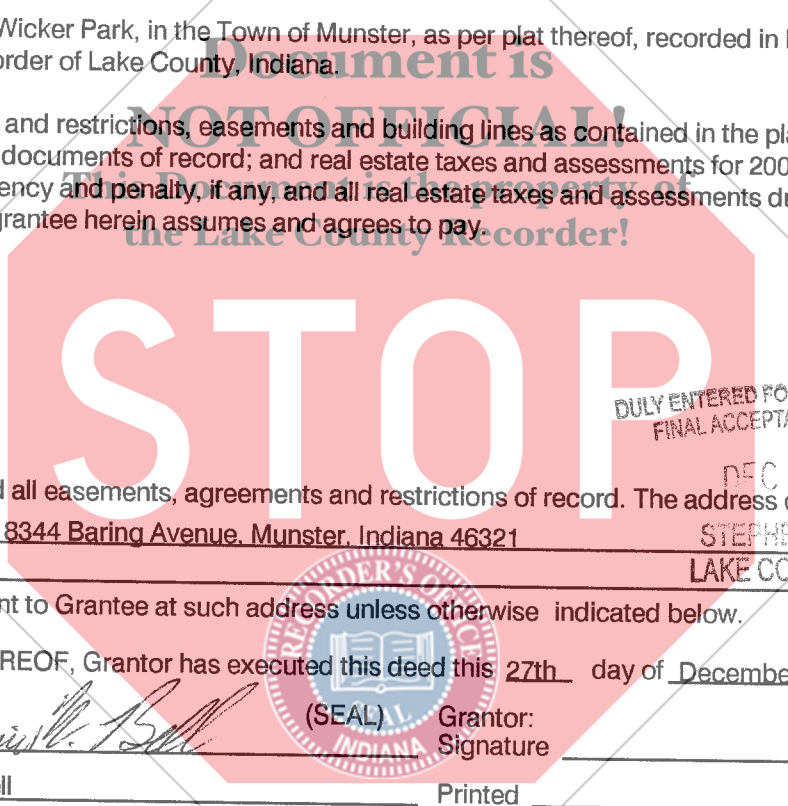 Wicker Park, in the Town of Munster, as per plat thereof, recorded in
order of Lake County, Indiana.
Document is
NOT OFFICIAL!
and restrictions, easements and building lines as contained in the pla
documents of record; and real estate taxes and assessments for 200
This Document is the property of
ency and penalty, if any, and all real estate taxes and assessments du
grantee herein assumes and agrees to pay.
the Lake County Recorder!
STOP
DULY ENTERED FO
FINAL ACCEPTA
DEC
all easements, agreements and restrictions of record. The address
8344 Baring Avenue, Munster, Indiana 46321
STEPHE
LAKE CO
nt to Grantee at such address unless otherwise indicated below.
RECORDER'S OFFICE
REOF, Grantor has executed this deed this 27th day of Decembe
SEAL
INDIANA
(SEAL) Grantor:
Signature
ll
Printed